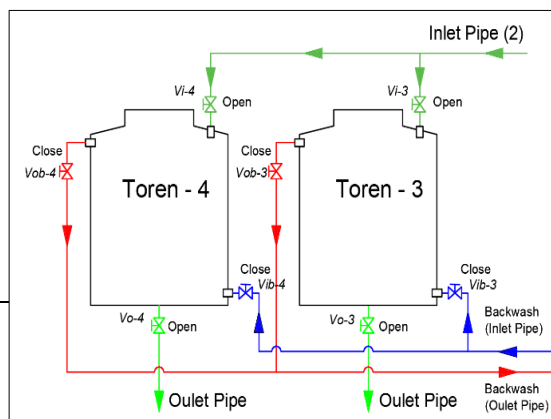 Inlet Pipe (2)
Vi-4
Open
Vi-3
Open
Close
Vob-4
Toren - 4
Close
Vob-3
Toren - 3
Close
Vib-4
Close
Vib-3
Vo-4
Open
Vo-3
Open
Backwash
(Inlet Pipe)
Backwash
(Oulet Pipe)
Oulet Pipe
Oulet Pipe